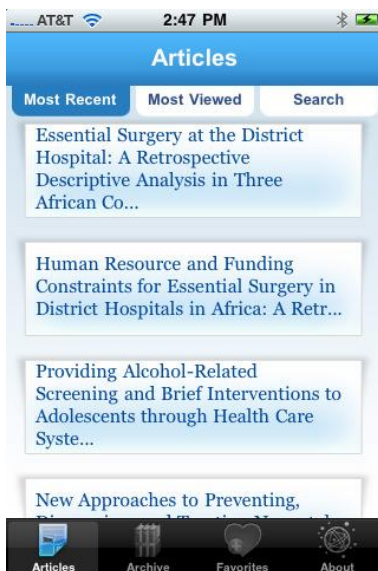 AT&T 2:47 PM
Articles
Most Recent Most Viewed Search
Essential Surgery at the District
Hospital: A Retrospective
Descriptive Analysis in Three
African Co...
Human Resource and Funding
Constraints for Essential Surgery in
District Hospitals in Africa: A Retr...
Providing Alcohol-Related
Screening and Brief Interventions to
Adolescents through Health Care
Syste...
New Approaches to Preventing,
Articles Archive Favorites About